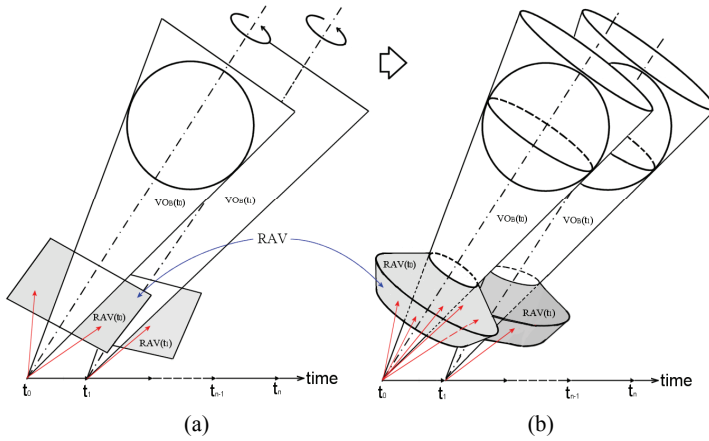 VOB(t0)
VOB(t1)
RAV
RAV(t0)
RAV(t1)
t0
t1
tn-1
tn
time
(a)
VOB(t0)
VOB(t1)
RAV(t0)
RAV(t1)
t0
t1
tn-1
tn
time
(b)